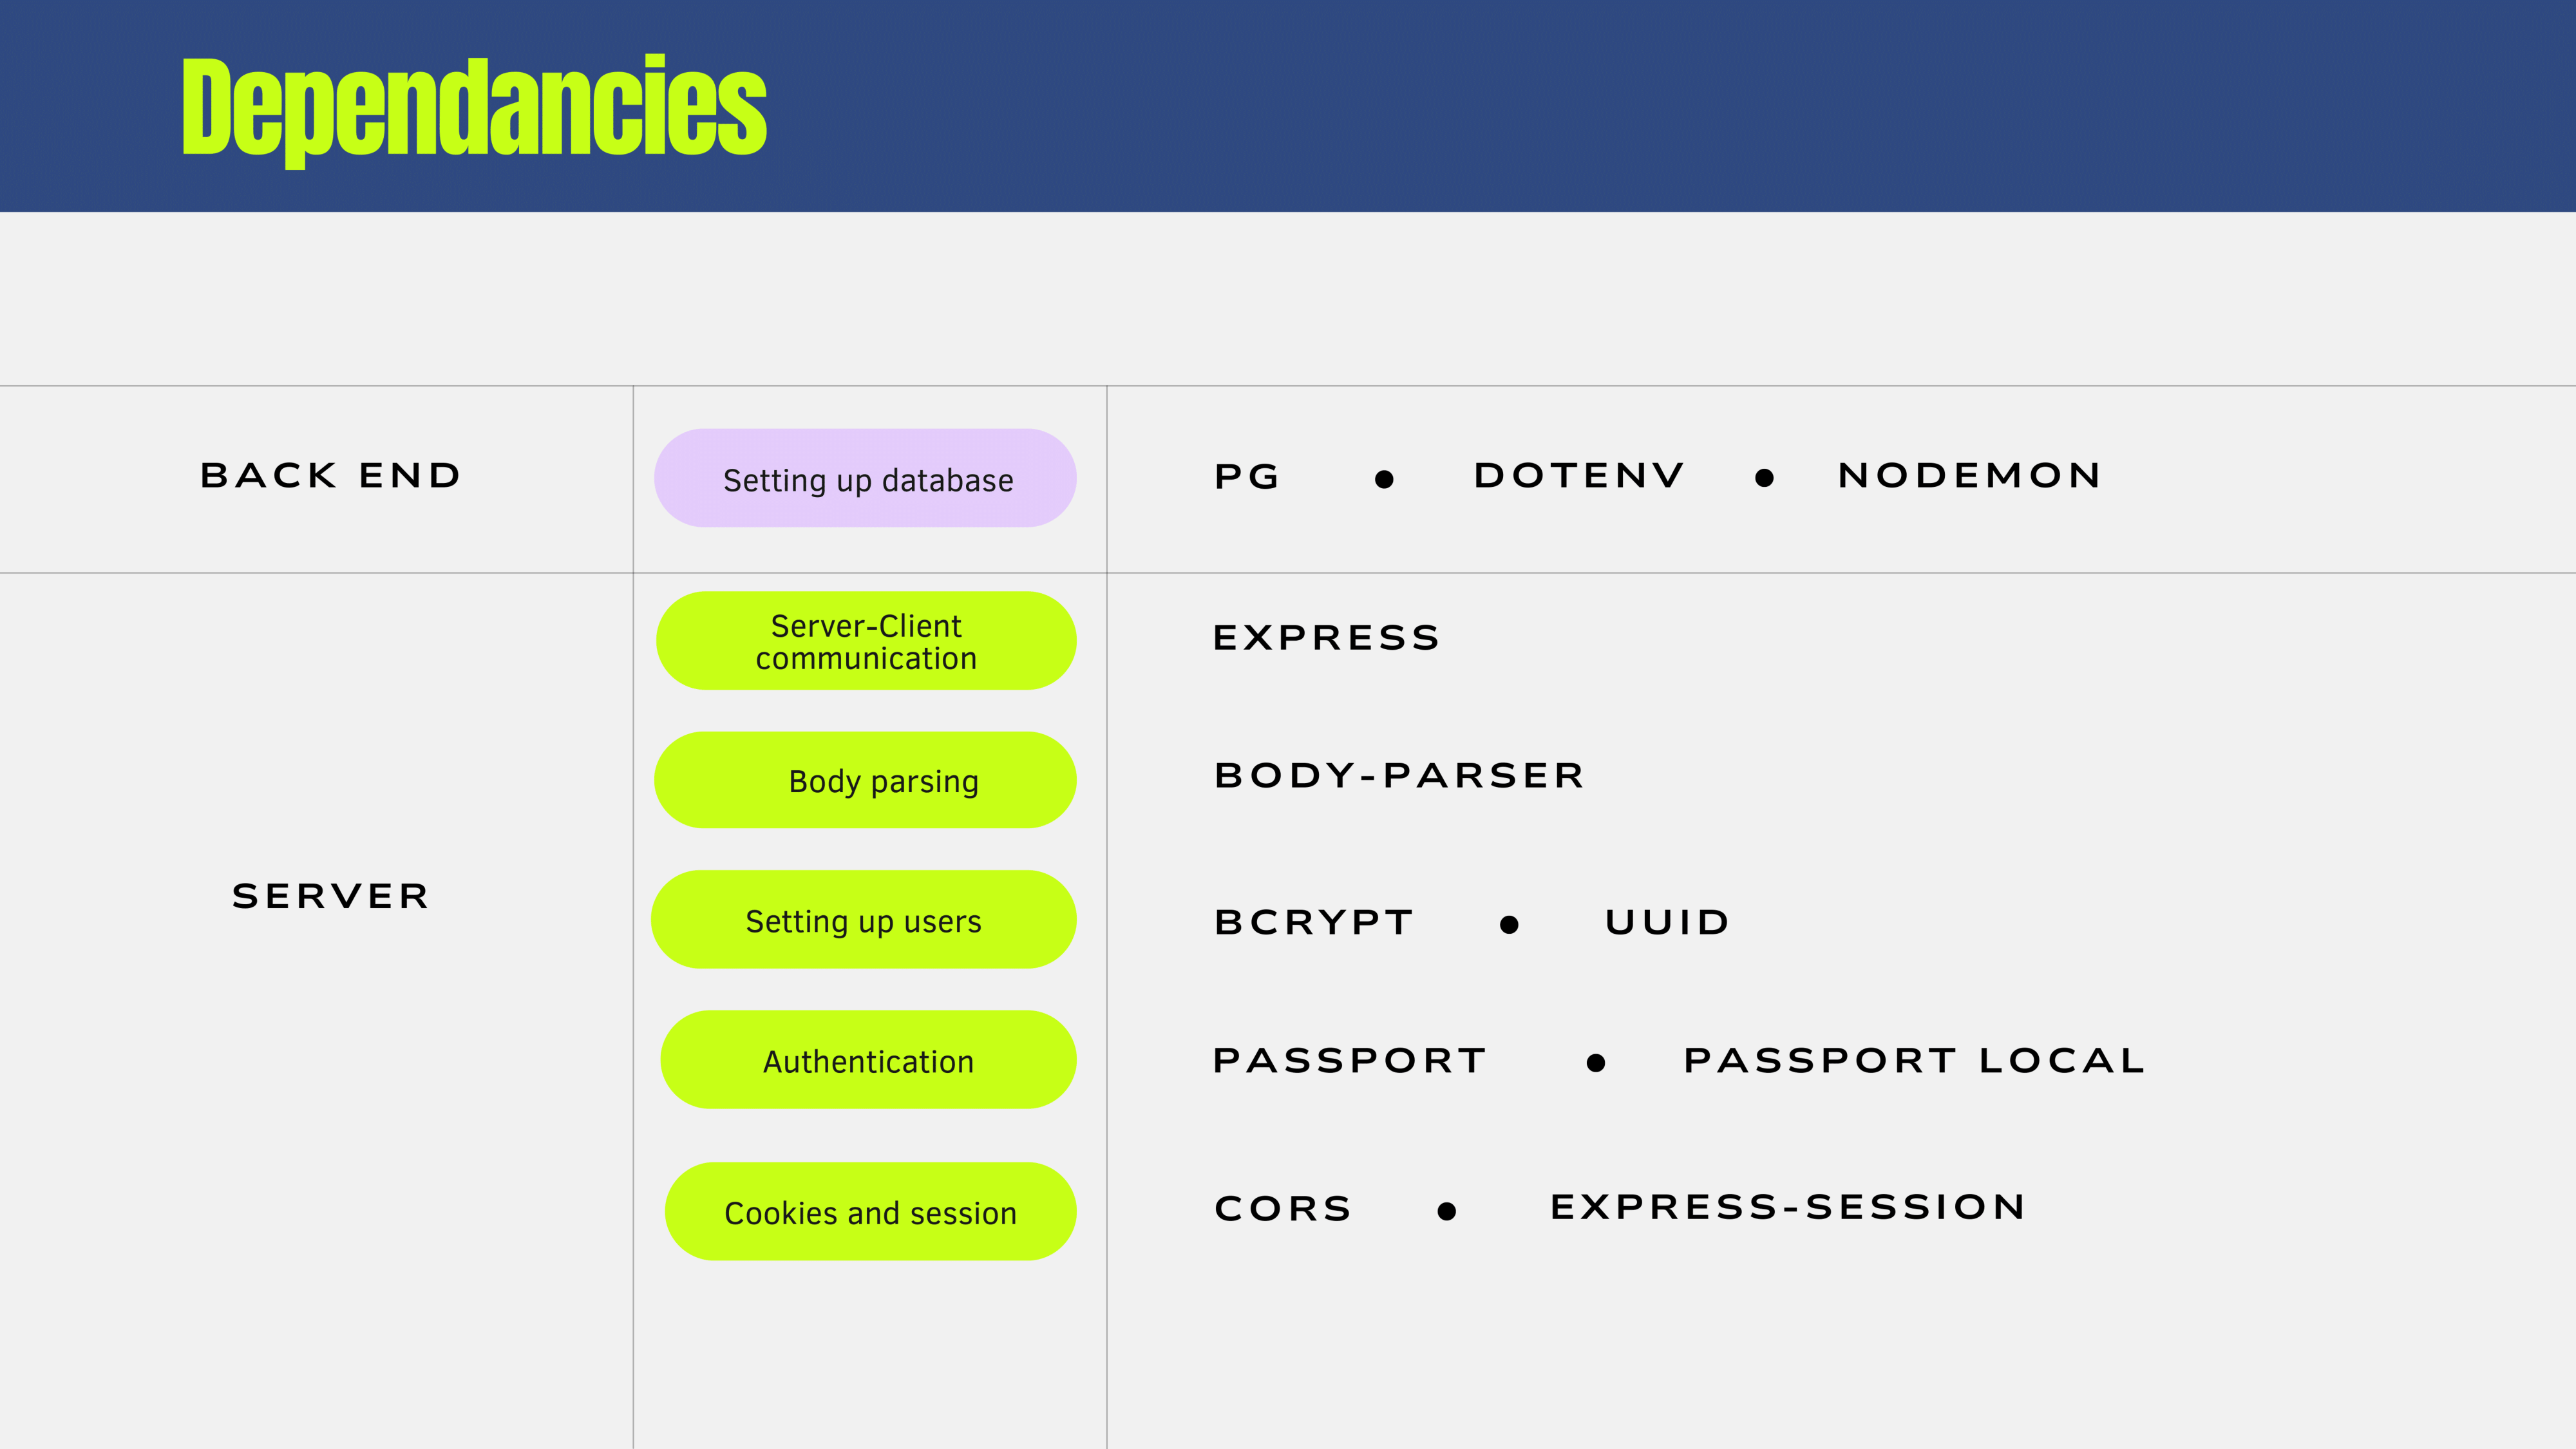 Dependancies
BACK END
Setting up database
PG • DOTENV • NODEMON
SERVER
Server-Client
communication
EXPRESS
Body parsing
BODY-PARSER
Setting up users
BCRYPT • UUID
Authentication
PASSPORT • PASSPORT LOCAL
Cookies and session
CORS • EXPRESS-SESSION